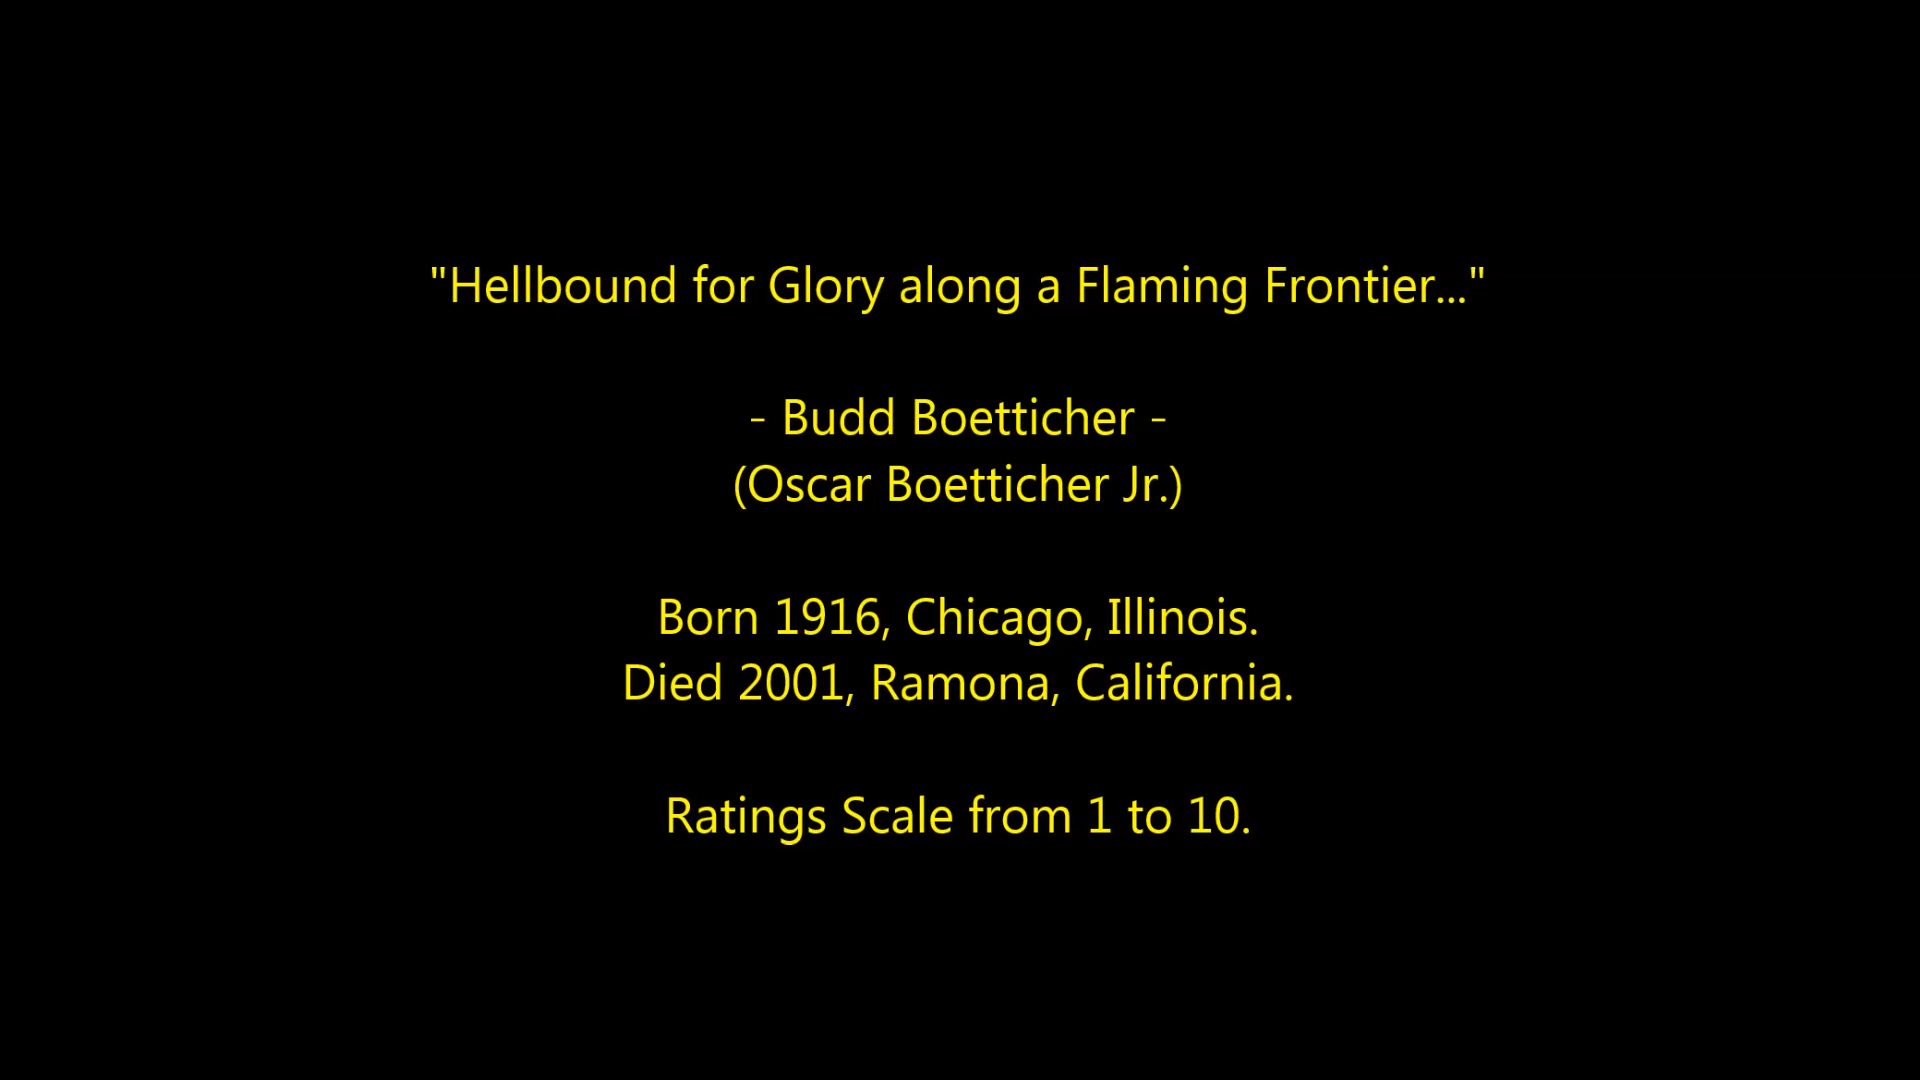 "Hellbound for Glory along a Flaming Frontier..."
- Budd Boetticher -
(Oscar Boetticher Jr.)
Born 1916, Chicago, Illinois.
Died 2001, Ramona, California.
Ratings Scale from 1 to 10.